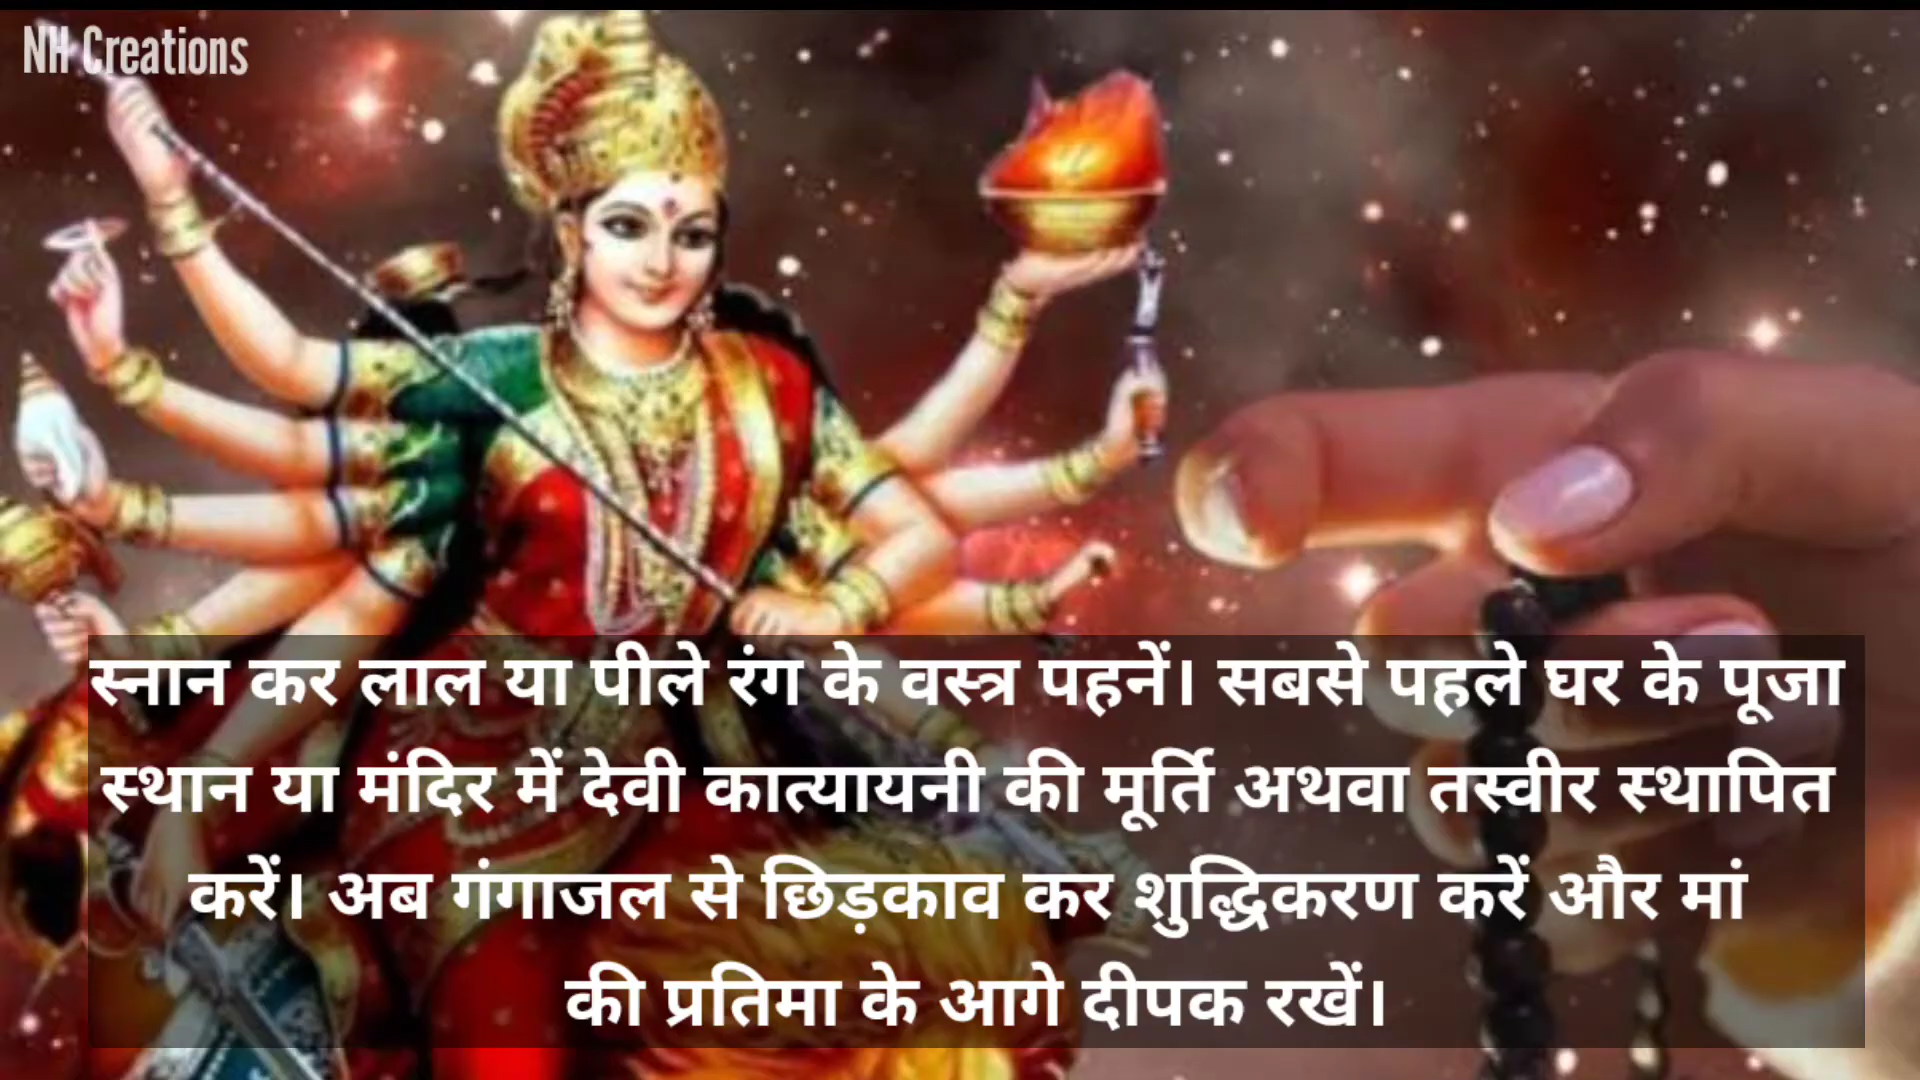 NH Creations
स्नान कर लाल या पीले रंग के वस्त्र पहनें। सबसे पहले घर के पूजा
स्थान या मंदिर में देवी कात्यायनी की मूर्ति अथवा तस्वीर स्थापित
करें। अब गंगाजल से छिड़काव कर शुद्धिकरण करें और मां
की प्रतिमा के आगे दीपक रखें।